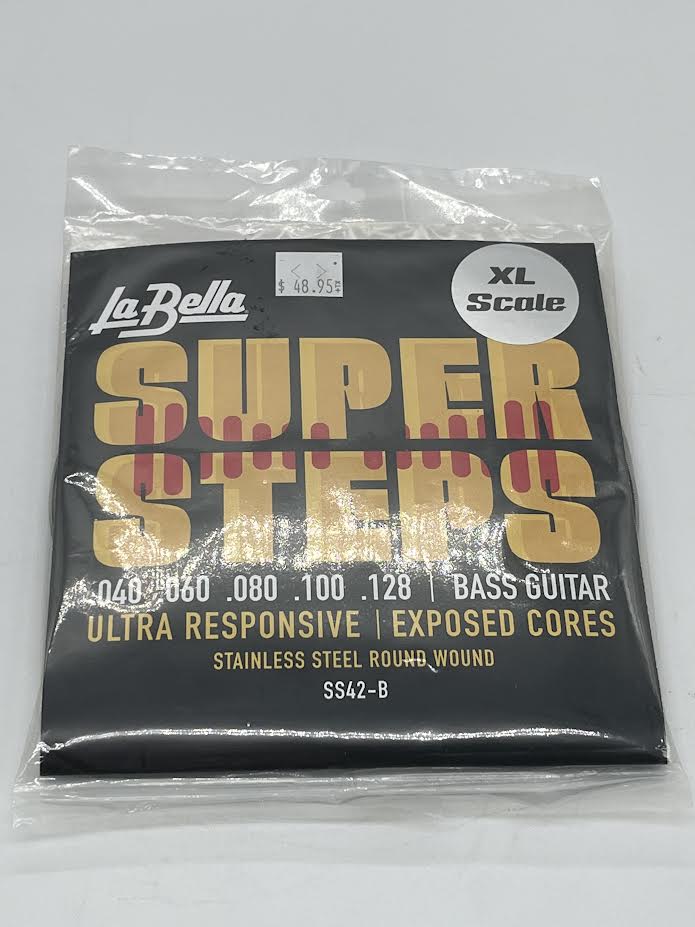 $ 48.95
XL
Scale
La Bella
SUPER
STEPS
.040 .060 .080 .100 .128 | BASS GUITAR
ULTRA RESPONSIVE | EXPOSED CORES
STAINLESS STEEL ROUND WOUND
SS42-B